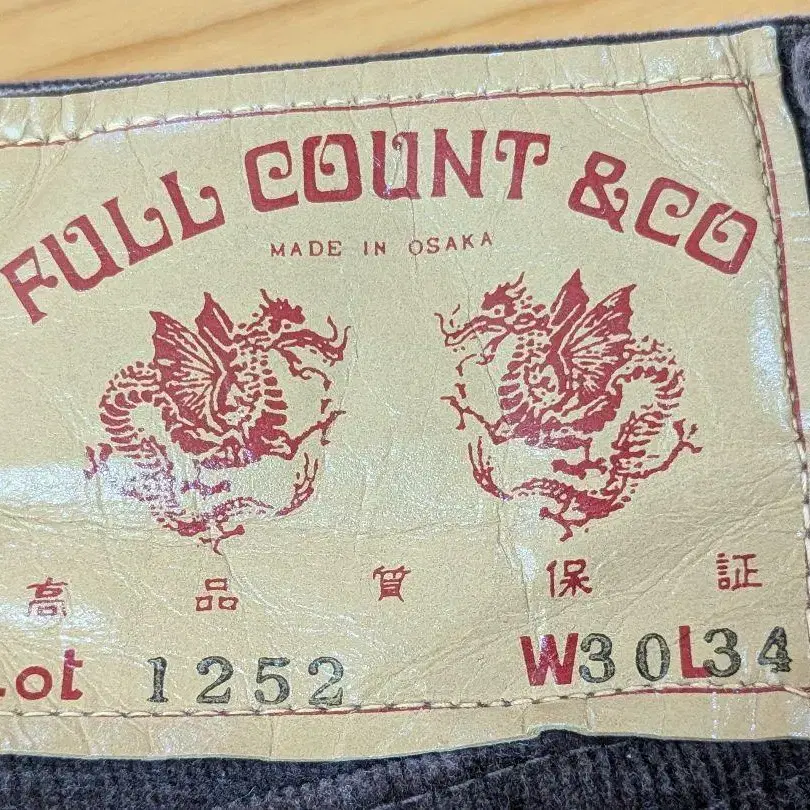 FULL COUNT &CO
MADE IN OSAKA
高品質保証
Lot 1252 W30L34